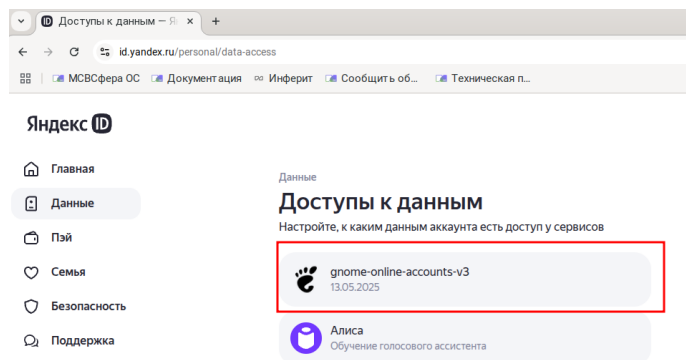 Доступы к данным — Я
id.yandex.ru/personal/data-access
МСВСфера ОС Документация Инферит Сообщить об... Техническая п...
Яндекс ID
Главная
Данные
Пэй
Семья
Безопасность
Поддержка
Данные
Доступы к данным
Настройте, к каким данным аккаунта есть доступ у сервисов
gnome-online-accounts-v3
13.05.2025
Алиса
Обучение голосового ассистента